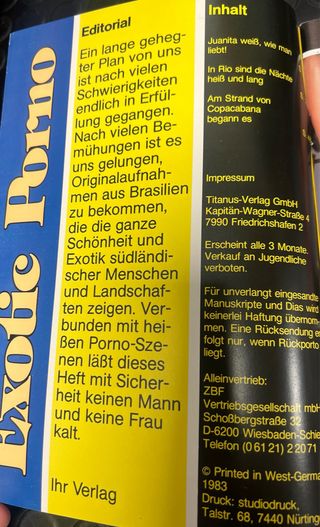 Exotic Porno
Editorial
Ein lange geheg-
ter Plan von uns
ist nach vielen
Schwierigkeiten
endlich in Erfül-
lung gegangen.
Nach vielen Be-
mühungen ist es
uns gelungen,
Originalaufnah-
men aus Brasilien
zu bekommen,
die die ganze
Schönheit und
Exotik südländi-
scher Menschen
und Landschaf-
ten zeigen. Ver-
bunden mit hei-
ßen Porno-Sze-
nen läßt dieses
Heft mit Sicher-
heit keinen Mann
und keine Frau
kalt.
Ihr Verlag
Inhalt
Juanita weiß, wie man
liebt!
In Rio sind die Nächte
heiß und lang
Am Strand von
Copacabana
begann es
Impressum
Titanus-Verlag GmbH
Kapitän-Wagner-Straße 4
7990 Friedrichshafen 2
Erscheint alle 3 Monate.
Verkauf an Jugendliche
verboten.
Für unverlangt eingesandte
Manuskripte und Dias wird
keinerlei Haftung übernom-
men. Eine Rücksendung e
folgt nur, wenn Rückporto
liegt.
Alleinvertrieb:
ZBF
Vertriebsgesellschaft mbH
Schoßbergstraße 32
D-6200 Wiesbaden-Schie
Telefon (0 61 21) 2 20 71
© Printed in West-Germa
1983
Druck: studiodruck,
Talstr. 68, 7440 Nürting